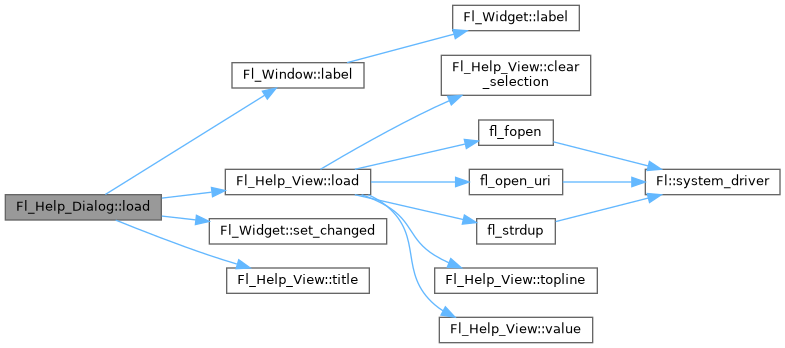 Fl_Widget::label
Fl_Window::label
Fl_Help_View::clear
_selection
fl_fopen
Fl_Help_View::load
fl_open_uri
Fl::system_driver
Fl_Help_Dialog::load
Fl_Widget::set_changed
fl_strdup
Fl_Help_View::title
Fl_Help_View::topline
Fl_Help_View::value